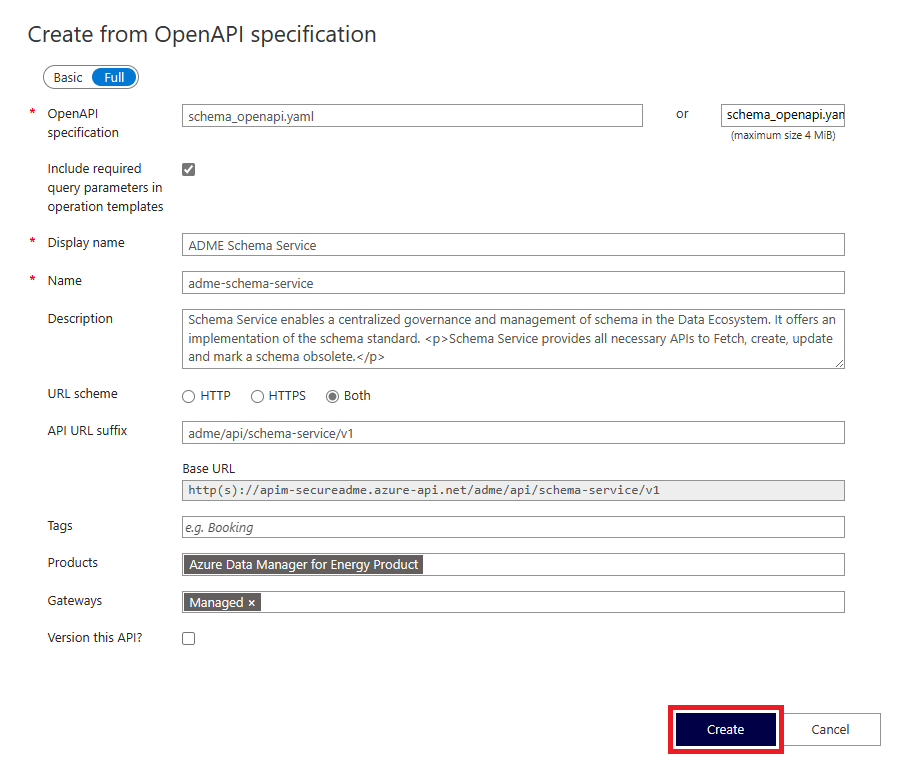 Create from OpenAPI specification
Basic Full
* OpenAPI specification
schema_openapi.yaml or schema_openapi.yam
(maximum size 4 MiB)
Include required
query parameters in
operation templates
* Display name ADME Schema Service
* Name adme-schema-service
Description
Schema Service enables a centralized governance and management of schema in the Data Ecosystem. It offers an
implementation of the schema standard. <p>Schema Service provides all necessary APIs to Fetch, create, update
and mark a schema obsolete.</p>
URL scheme HTTP HTTPS Both
API URL suffix adme/api/schema-service/v1
Base URL
http(s)://apim-secureadme.azure-api.net/adme/api/schema-service/v1
Tags e.g. Booking
Products Azure Data Manager for Energy Product
Gateways Managed ×
Version this API?
Create Cancel